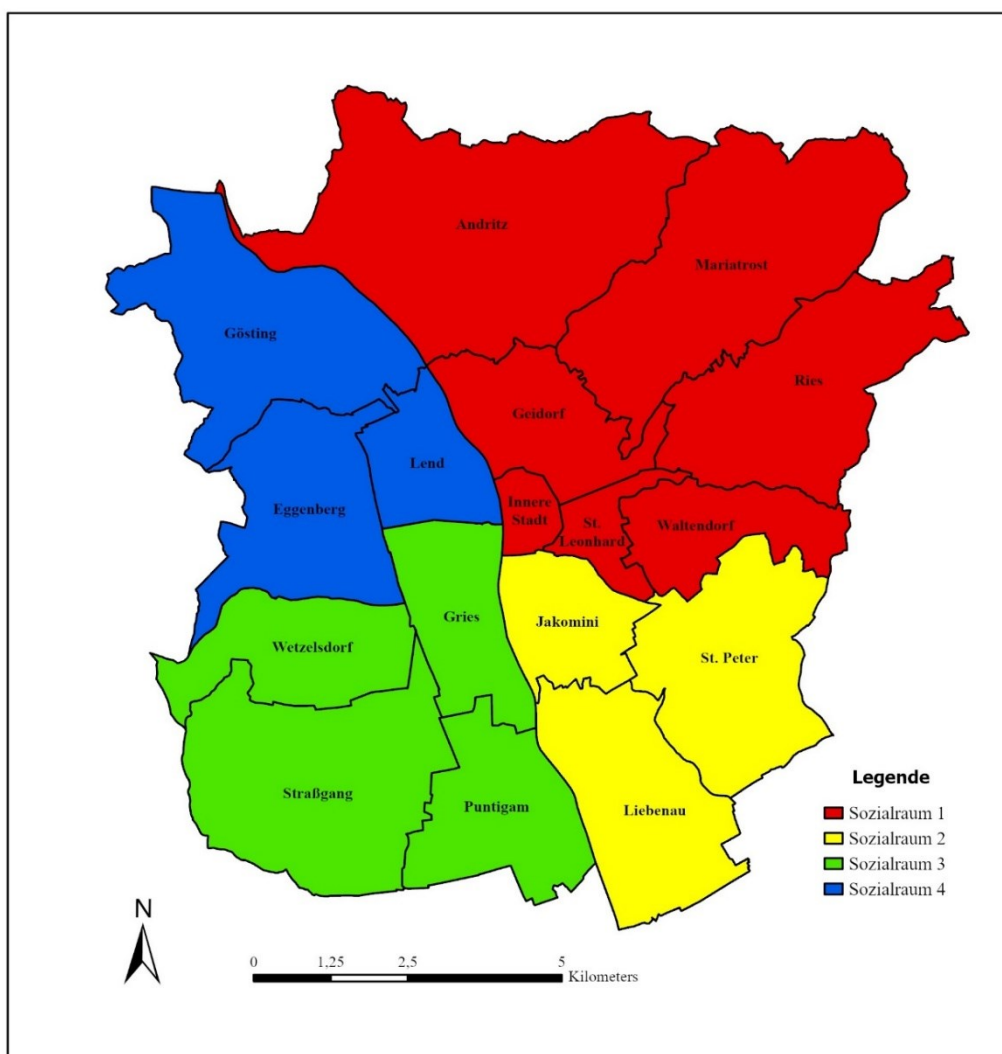 Andritz
Mariatrost
Gösting
Ries
Geidorf
Lend
Innere
Stadt
St.
Leonhard
Waltendorf
Eggenberg
Gries
Jakomini
Wetzelsdorf
St. Peter
Straßgang
Puntigam
Liebenau
Legende
Sozialraum 1
Sozialraum 2
Sozialraum 3
Sozialraum 4
N
0 1,25 2,5 5
Kilometers